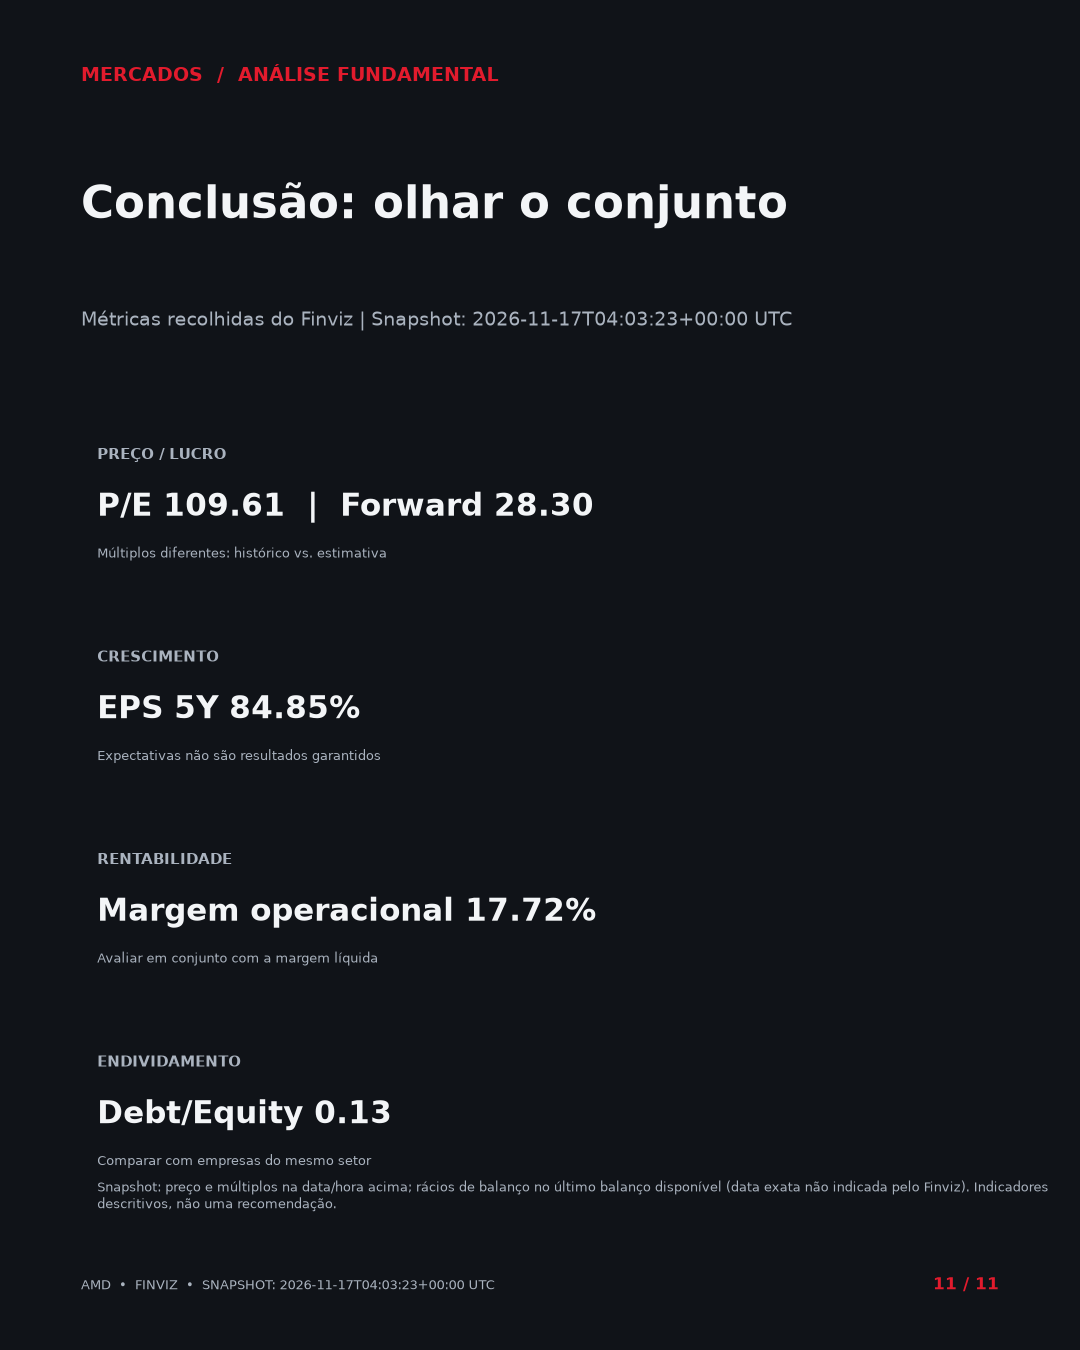 MERCADOS / ANÁLISE FUNDAMENTAL
Conclusão: olhar o conjunto
Métricas recolhidas do Finviz | Snapshot: 2026-11-17T04:03:23+00:00 UTC
PREÇO / LUCRO
P/E 109.61 | Forward 28.30
Múltiplos diferentes: histórico vs. estimativa
CRESCIMENTO
EPS 5Y 84.85%
Expectativas não são resultados garantidos
RENTABILIDADE
Margem operacional 17.72%
Avaliar em conjunto com a margem líquida
ENDIVIDAMENTO
Debt/Equity 0.13
Comparar com empresas do mesmo setor
Snapshot: preço e múltiplos na data/hora acima; rácios de balanço no último balanço disponível (data exata não indicada pelo Finviz). Indicadores
descritivos, não uma recomendação.
AMD • FINVIZ • SNAPSHOT: 2026-11-17T04:03:23+00:00 UTC
11 / 11